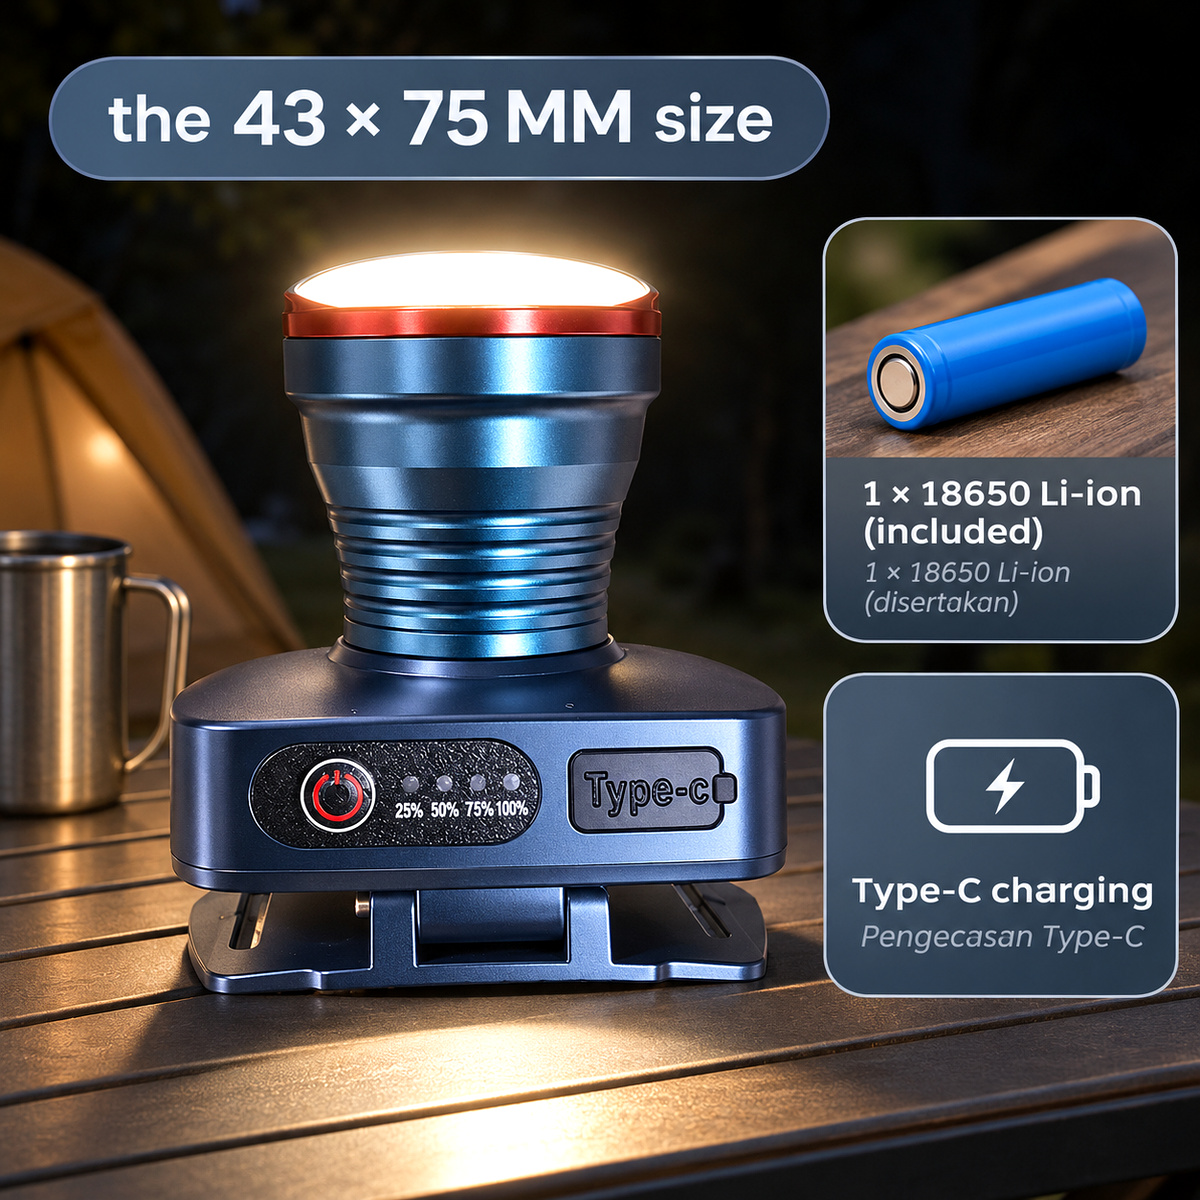 the 43 × 75 MM size
1 × 18650 Li-ion
(included)
1 × 18650 Li-ion
(disertakan)
25% 50% 75% 100%
Type-c
Type-C charging
Pengecasan Type-C